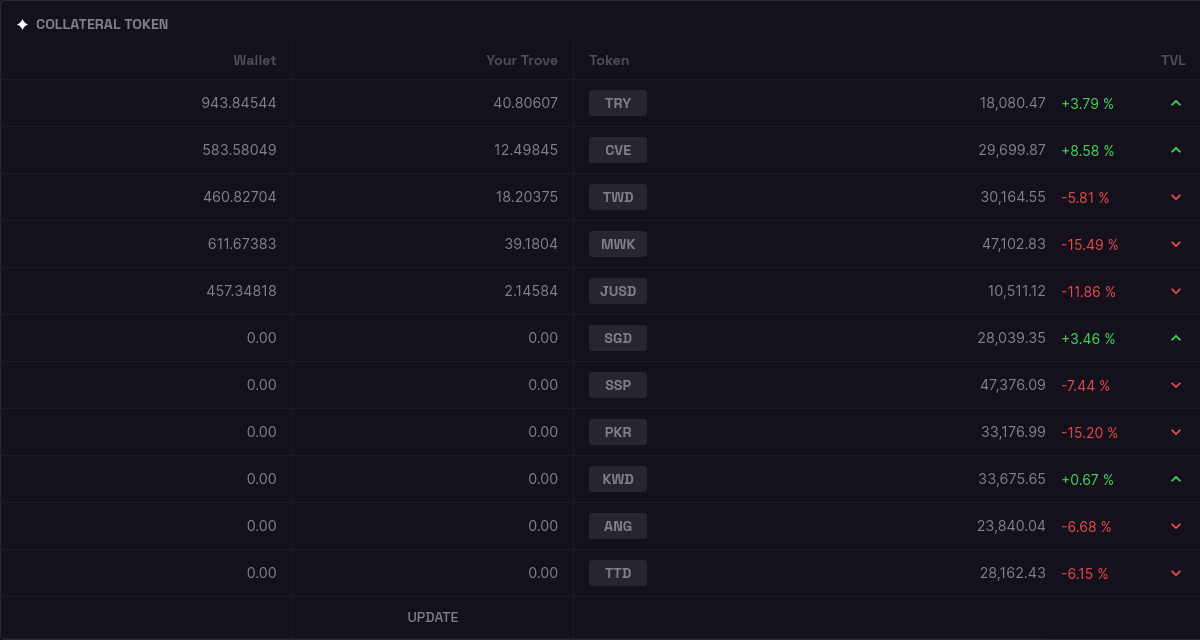 COLLATERAL TOKEN
Wallet Your Trove Token TVL
943.84544 40.80607 TRY 18,080.47 +3.79 %
583.58049 12.49845 CVE 29,699.87 +8.58 %
460.82704 18.20375 TWD 30,164.55 -5.81 %
611.67383 39.1804 MWK 47,102.83 -15.49 %
457.34818 2.14584 JUSD 10,511.12 -11.86 %
0.00 0.00 SGD 28,039.35 +3.46 %
0.00 0.00 SSP 47,376.09 -7.44 %
0.00 0.00 PKR 33,176.99 -15.20 %
0.00 0.00 KWD 33,675.65 +0.67 %
0.00 0.00 ANG 23,840.04 -6.68 %
0.00 0.00 TTD 28,162.43 -6.15 %
UPDATE